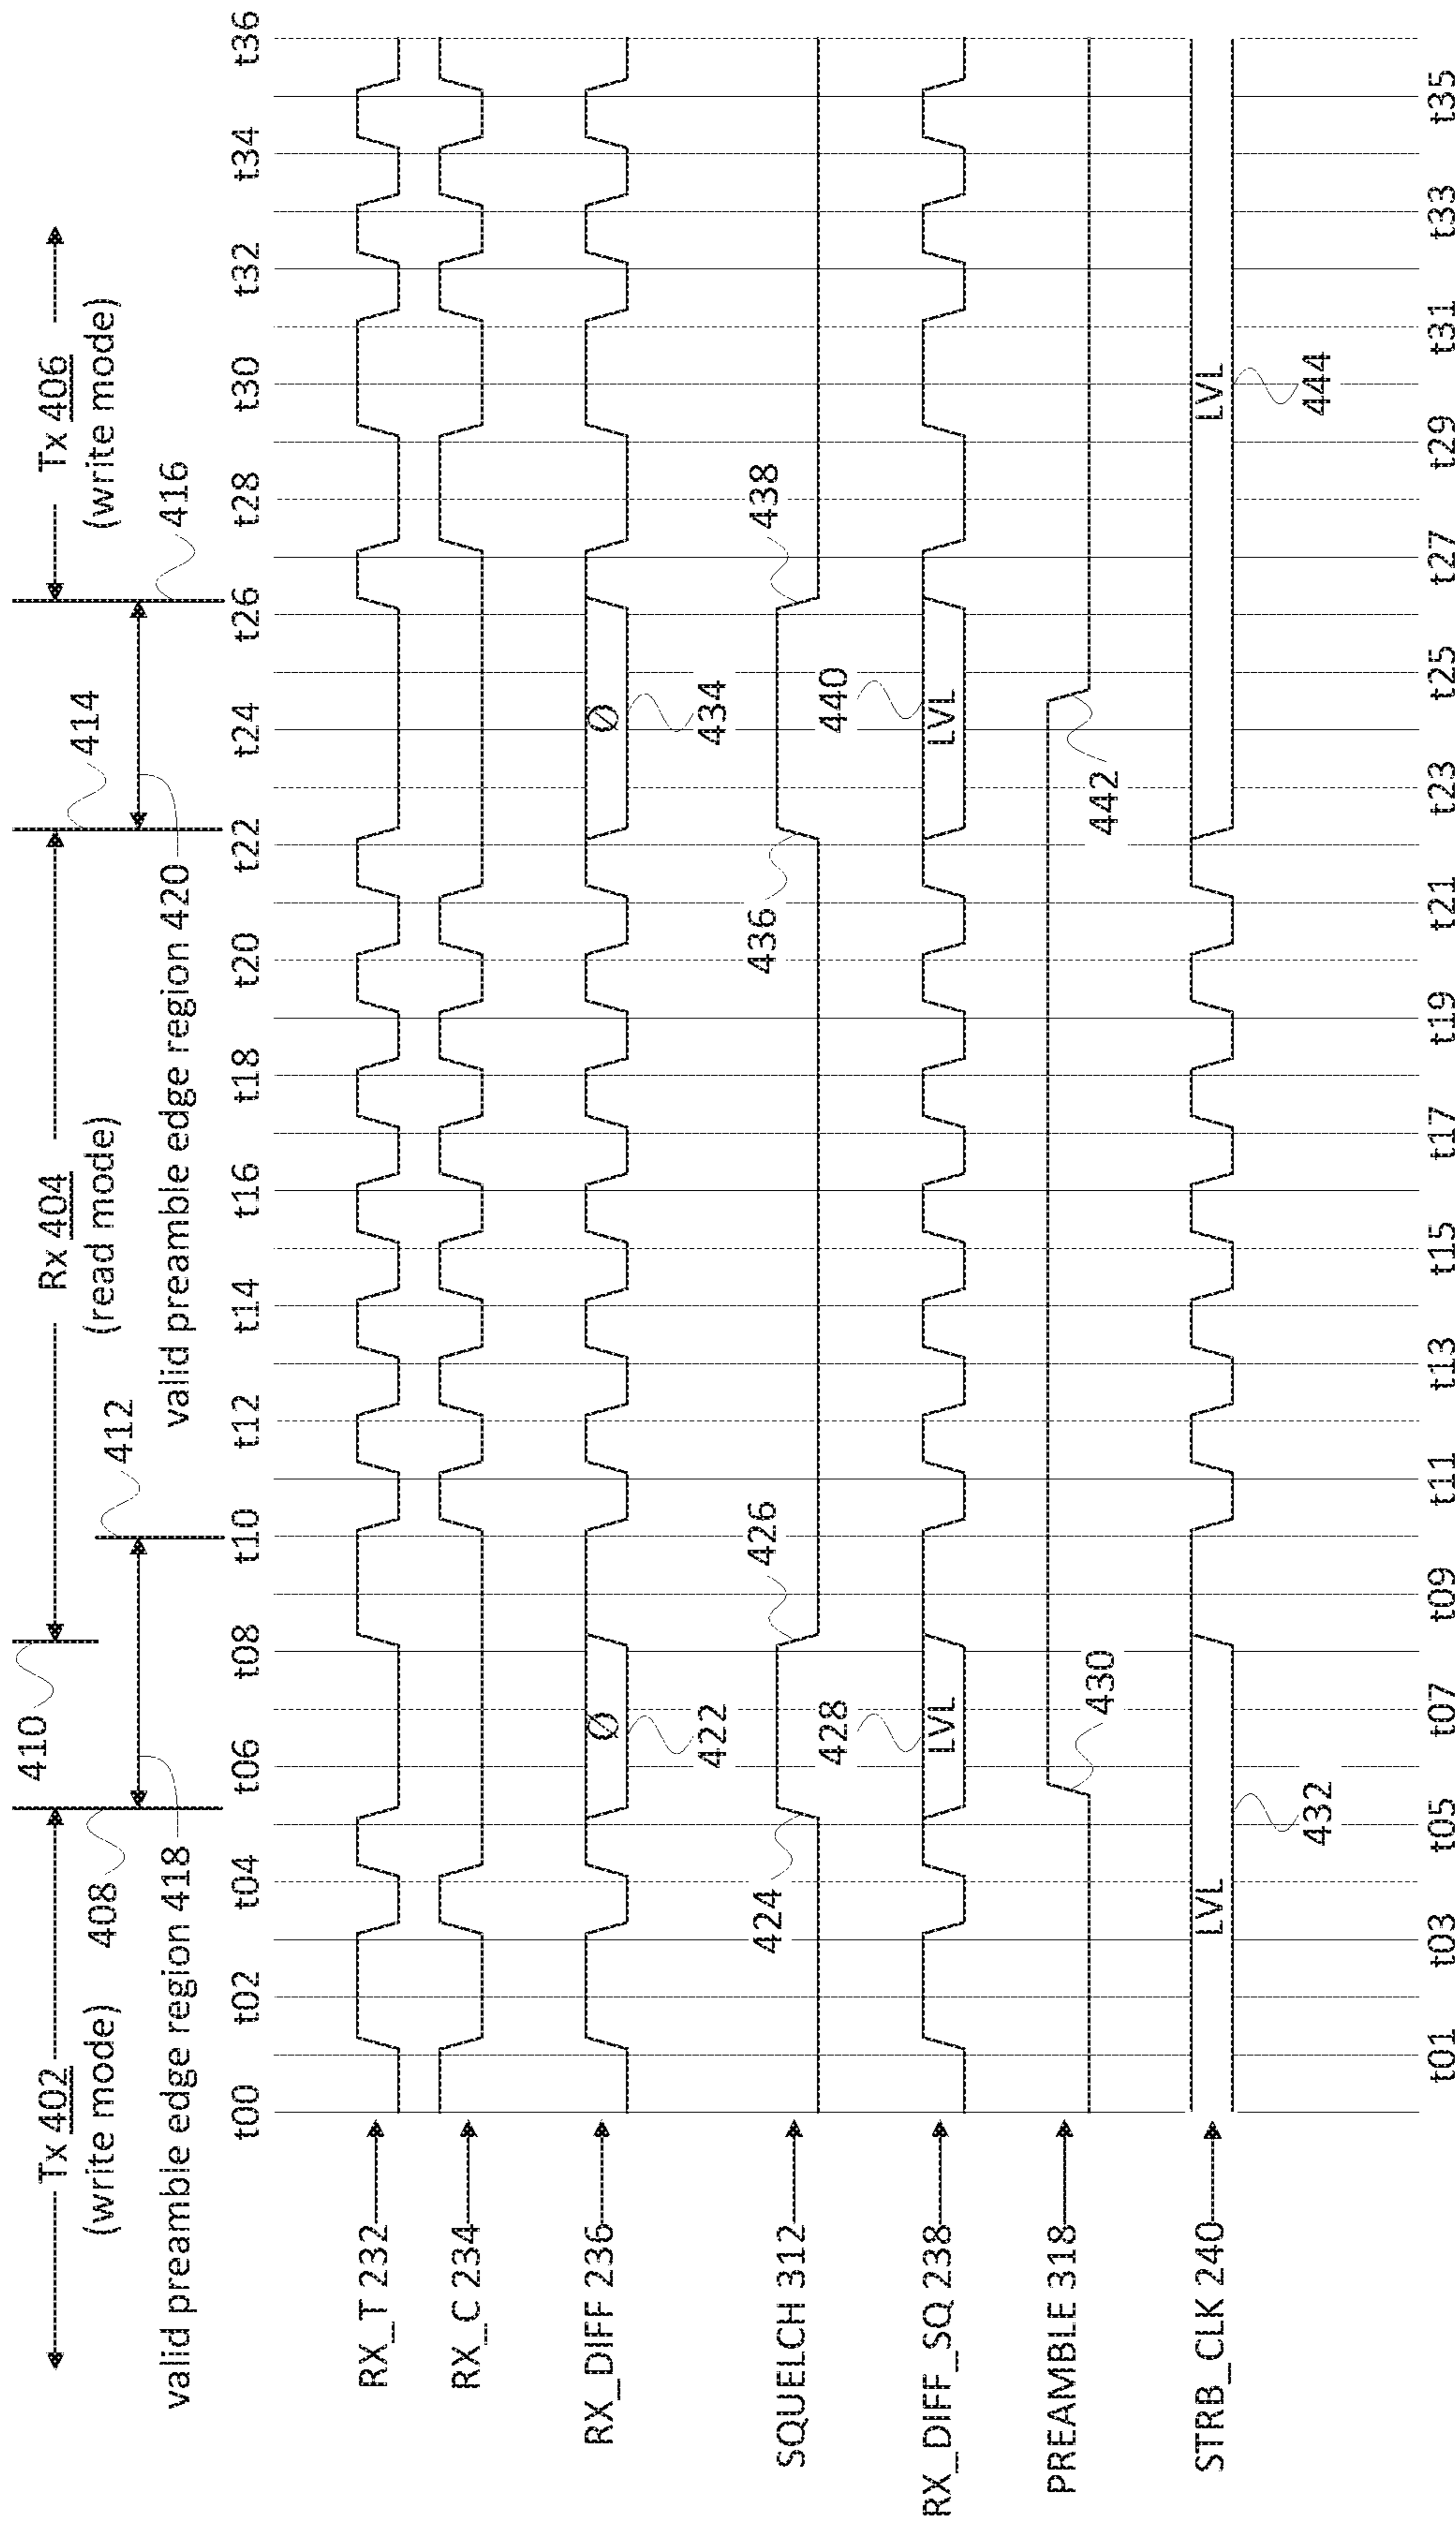 Tx 402
(write mode)
Rx 404
(read mode)
Tx 406
(write mode)
408
410
412
414
416
valid preamble edge region 418
valid preamble edge region 420
t00 t02 t04 t06 t08 t10 t12 t14 t16 t18 t20 t22 t24 t26 t28 t30 t32 t34 t36
RX_T 232
RX_C 234
RX_DIFF 236
Ø
422
Ø
434
SQUELCH 312
424
426
436
438
RX_DIFF_SQ 238
428
LVL
440
LVL
PREAMBLE 318
430
442
STRB_CLK 240
LVL
432
LVL
444
t01 t03 t05 t07 t09 t11 t13 t15 t17 t19 t21 t23 t25 t27 t29 t31 t33 t35